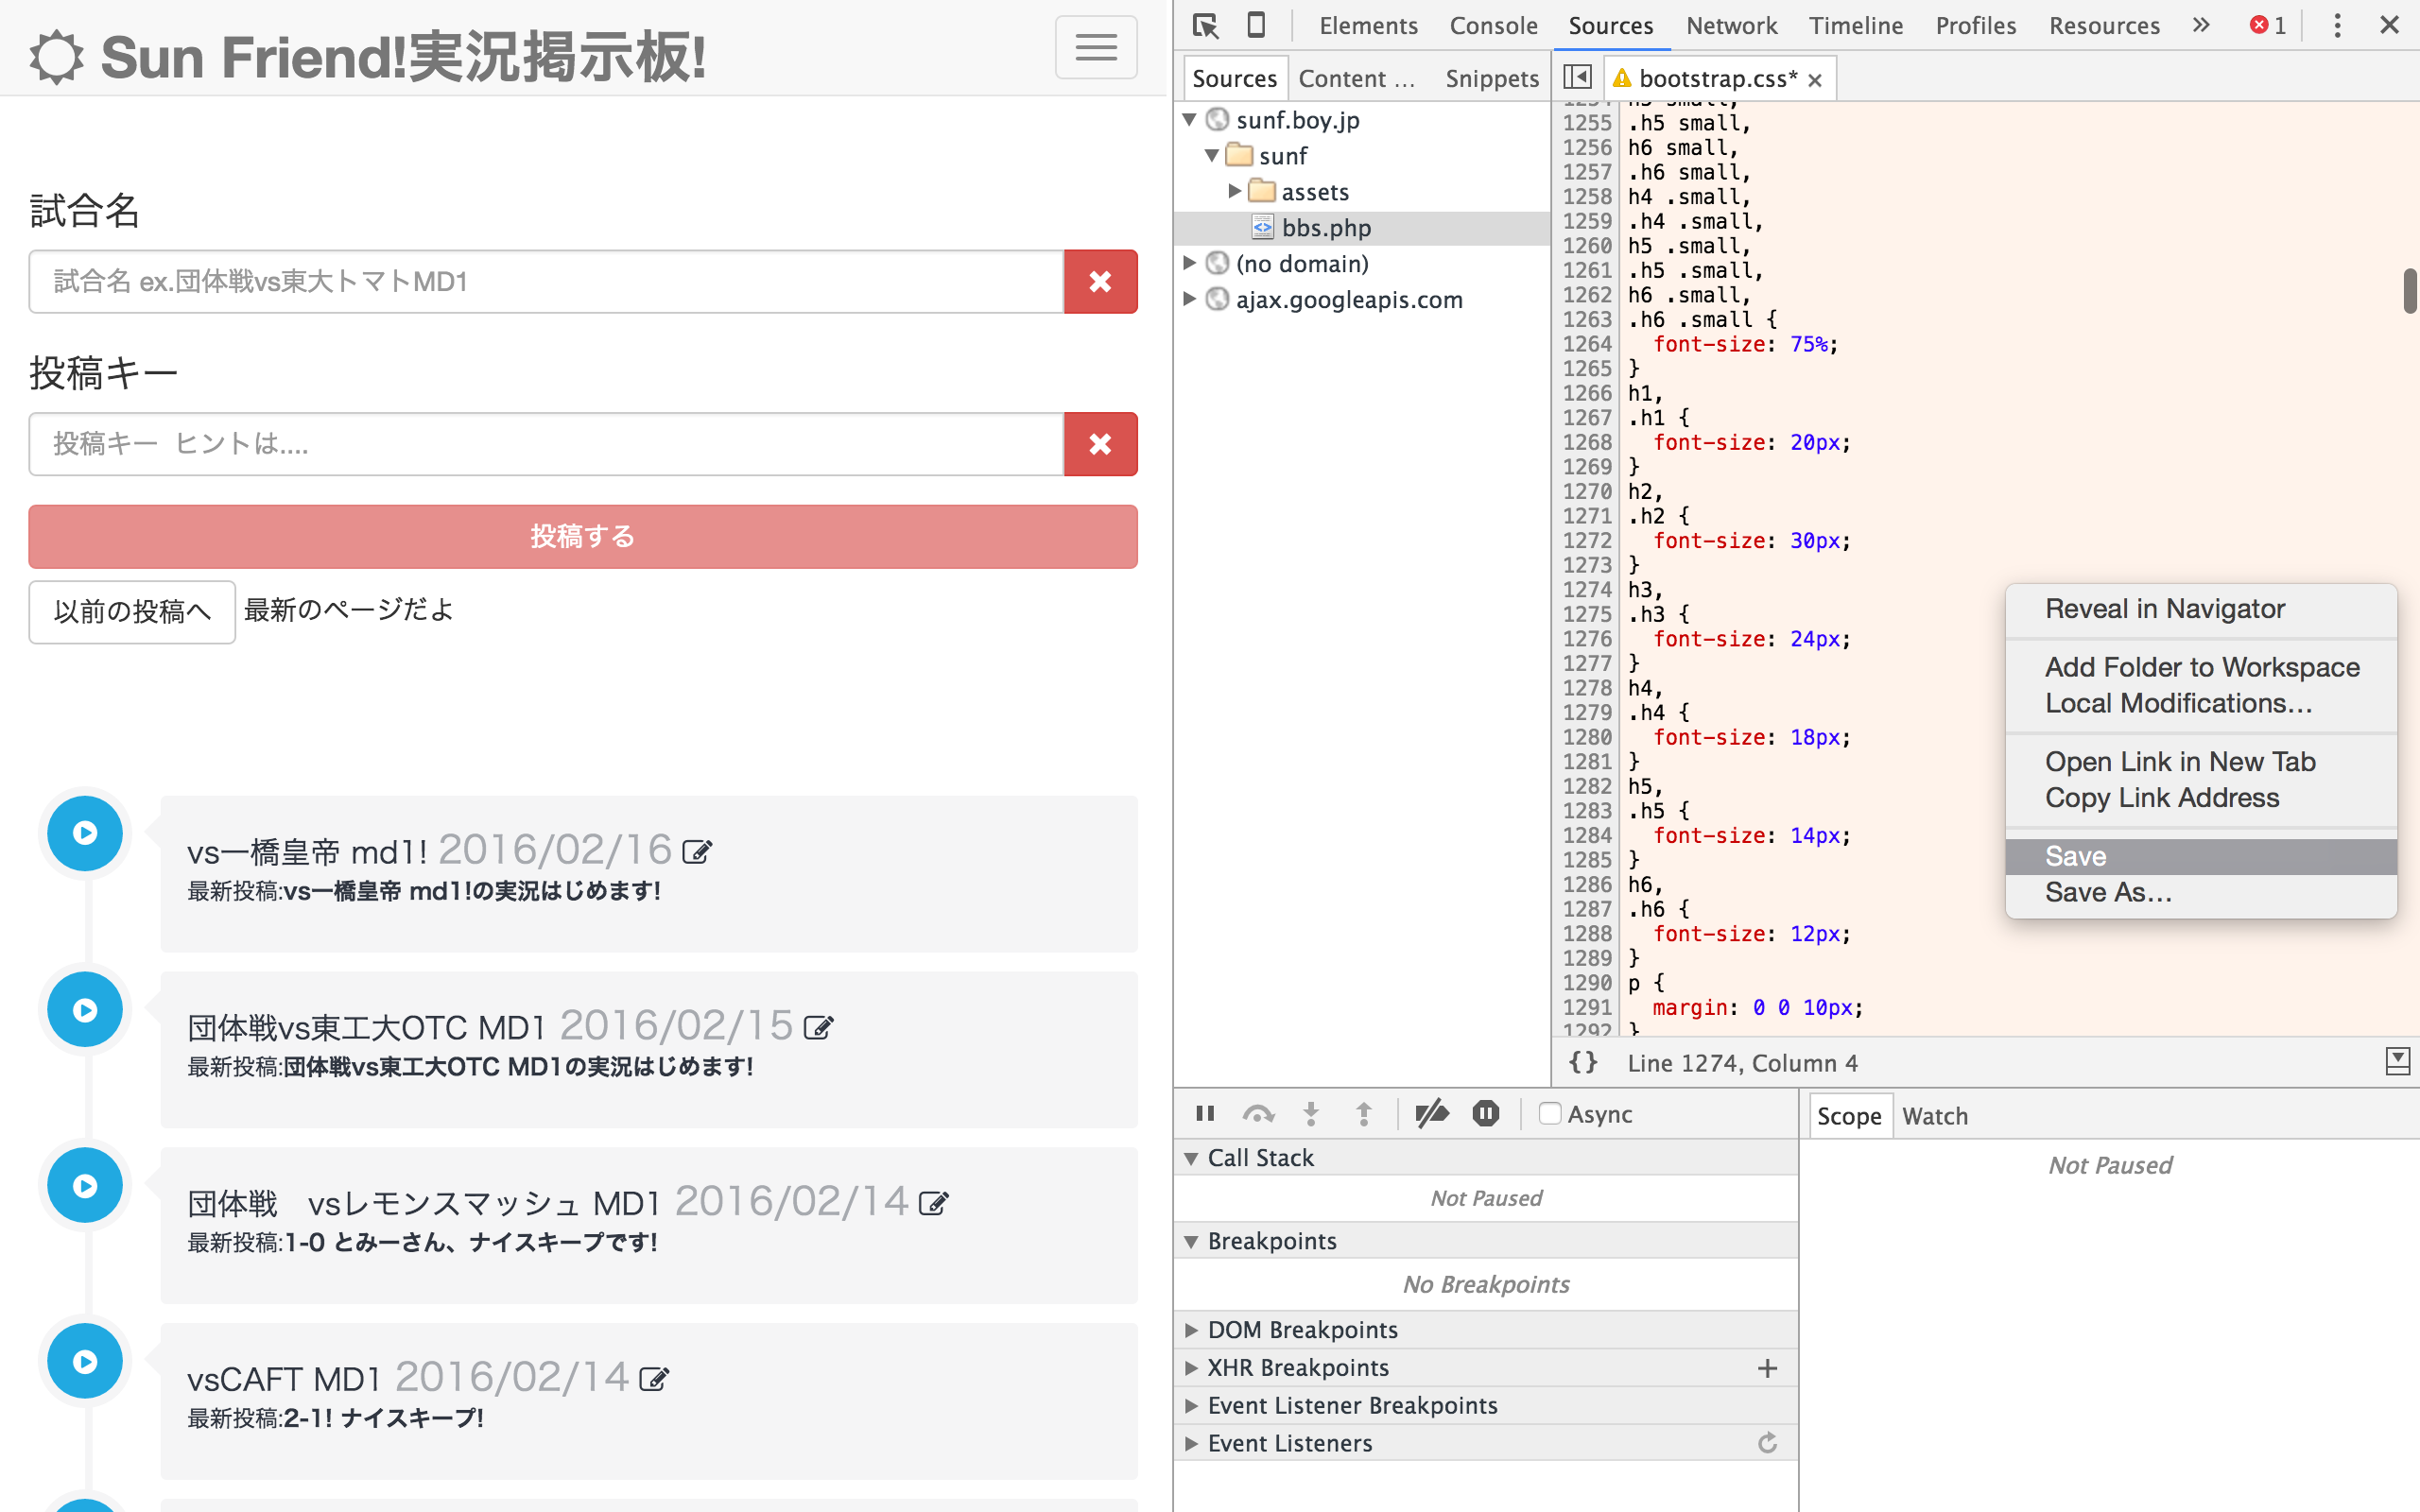 Sun Friend!実況掲示板!
試合名
試合名 ex.団体戦vs東大トマトMD1
投稿キー
投稿キー ヒントは....
投稿する
以前の投稿へ 最新のページだよ
vs一橋皇帝 md1! 2016/02/16
最新投稿:vs一橋皇帝 md1!の実況はじめます!
団体戦vs東工大OTC MD1 2016/02/15
最新投稿:団体戦vs東工大OTC MD1の実況はじめます!
団体戦　vsレモンスマッシュ MD1 2016/02/14
最新投稿:1-0 とみーさん、ナイスキープです!
vsCAFT MD1 2016/02/14
最新投稿:2-1! ナイスキープ!
Elements Console Sources Network Timeline Profiles Resources » 1
Sources Content ... Snippets
bootstrap.css*
sunf.boy.jp
sunf
assets
bbs.php
(no domain)
ajax.googleapis.com
1254 h5 small,
1255 .h5 small,
1256 h6 small,
1257 .h6 small,
1258 h4 .small,
1259 .h4 .small,
1260 h5 .small,
1261 .h5 .small,
1262 h6 .small,
1263 .h6 .small {
1264 font-size: 75%;
1265 }
1266 h1,
1267 .h1 {
1268 font-size: 20px;
1269 }
1270 h2,
1271 .h2 {
1272 font-size: 30px;
1273 }
1274 h3,
1275 .h3 {
1276 font-size: 24px;
1277 }
1278 h4,
1279 .h4 {
1280 font-size: 18px;
1281 }
1282 h5,
1283 .h5 {
1284 font-size: 14px;
1285 }
1286 h6,
1287 .h6 {
1288 font-size: 12px;
1289 }
1290 p {
1291 margin: 0 0 10px;
1292 }
Reveal in Navigator
Add Folder to Workspace
Local Modifications...
Open Link in New Tab
Copy Link Address
Save
Save As...
{} Line 1274, Column 4
Async
Call Stack
Not Paused
Breakpoints
No Breakpoints
DOM Breakpoints
XHR Breakpoints
Event Listener Breakpoints
Event Listeners
Scope Watch
Not Paused